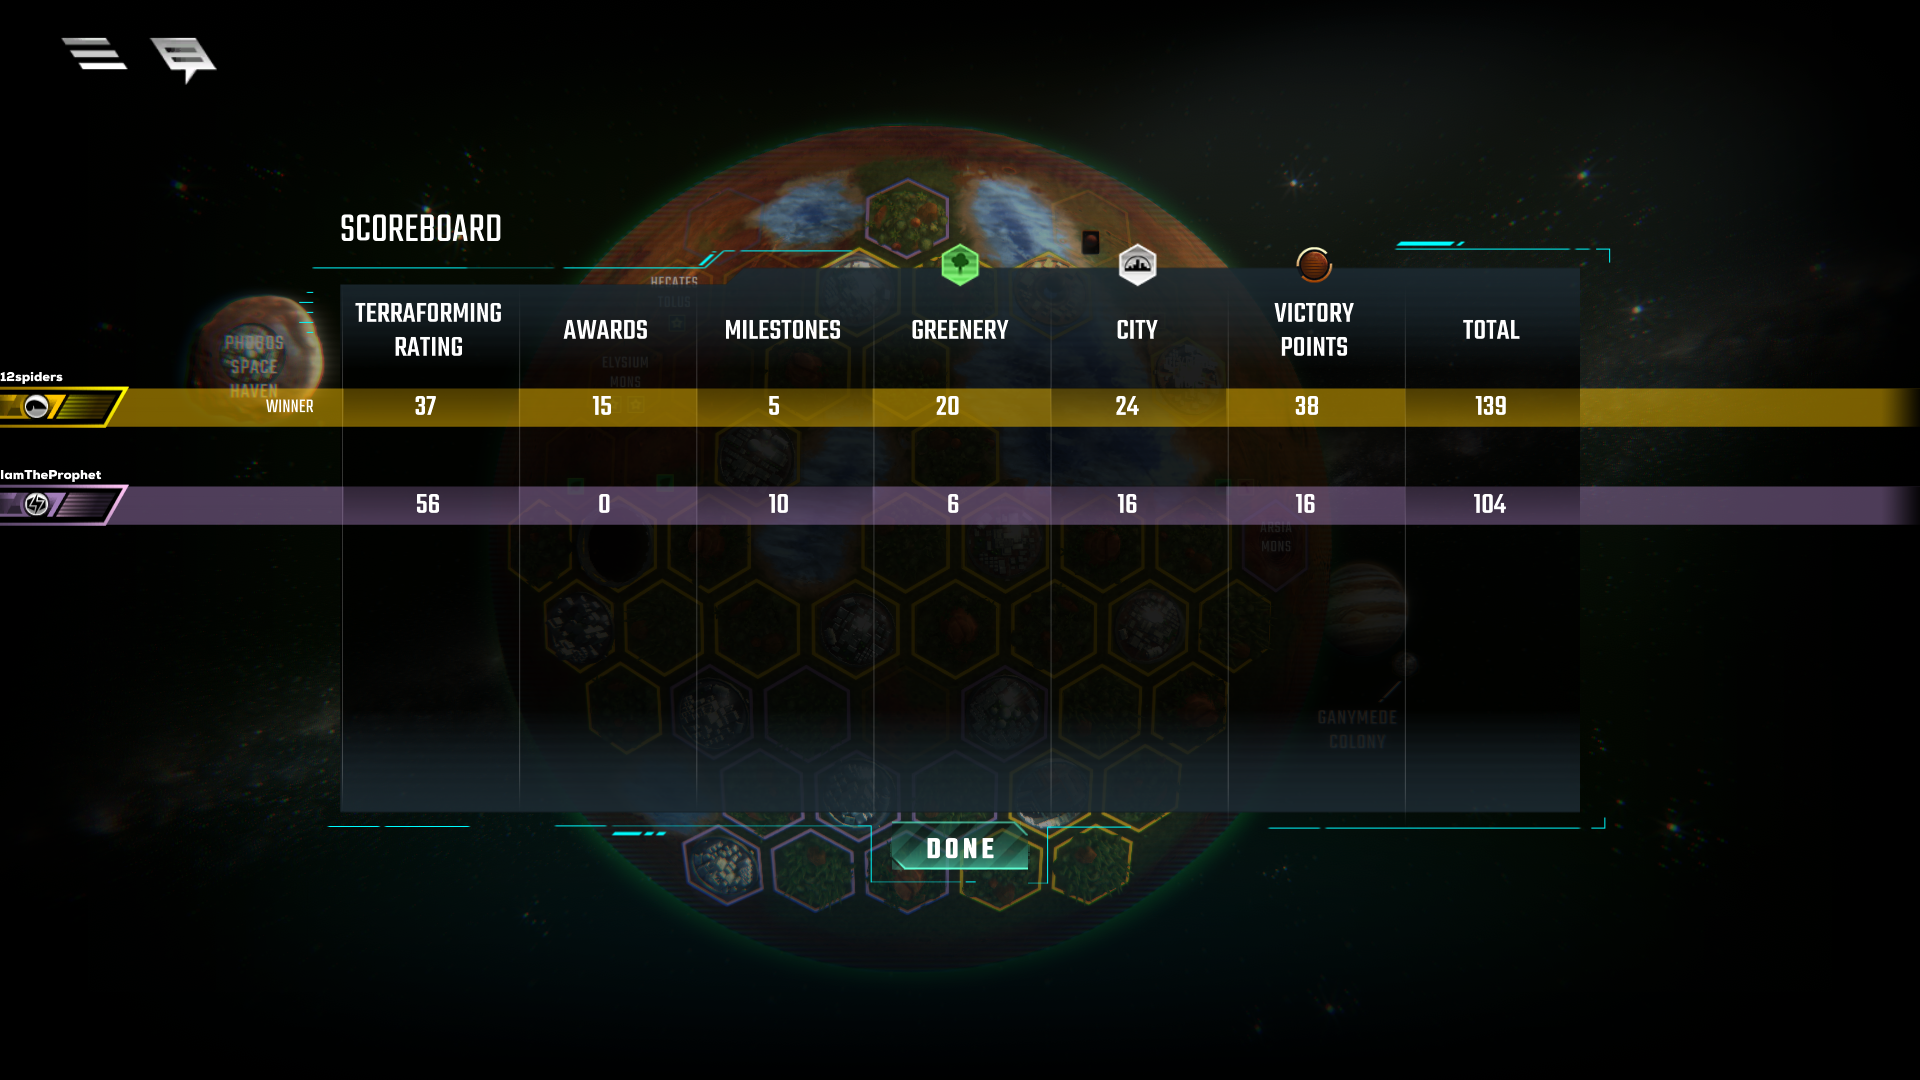 SCOREBOARD
HECATES
THOLUS
PHOBOS
SPACE
HAVEN
TERRAFORMING
RATING
AWARDS
MILESTONES
GREENERY
CITY
VICTORY
POINTS
TOTAL
ELYSIUM
MONS
12spiders
WINNER
37
15
5
20
24
38
139
IamTheProphet
56
0
10
6
16
16
104
ARSIA
MONS
GANYMEDE
COLONY
DONE